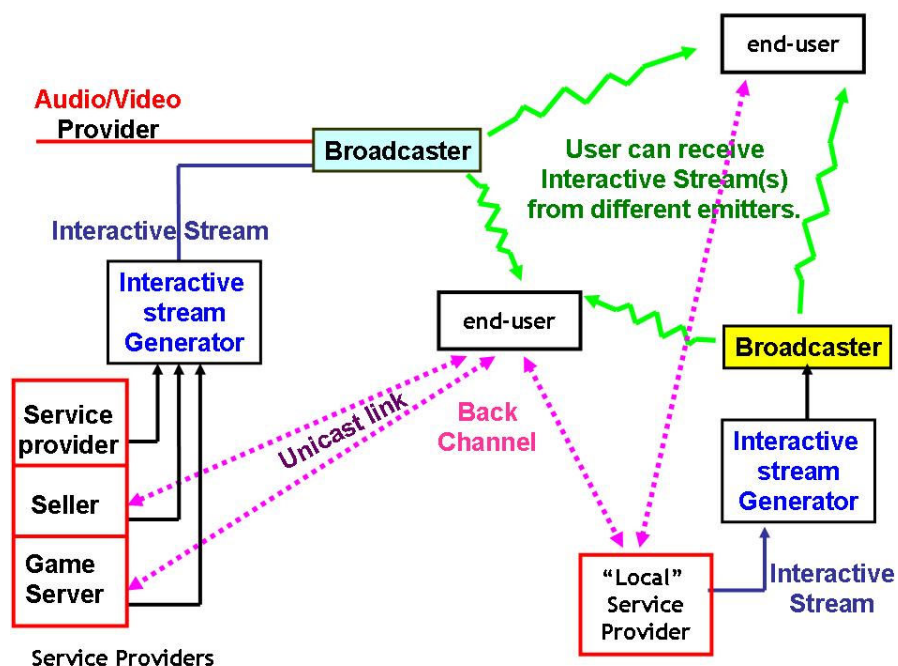 end-user
Audio/Video
Provider
Broadcaster
User can receive
Interactive Stream(s)
from different emitters.
Interactive Stream
Interactive
stream
Generator
end-user
Broadcaster
Service
provider
Seller
Game
Server
Unicast link
Back
Channel
Interactive
stream
Generator
“Local”
Service
Provider
Interactive
Stream
Service Providers